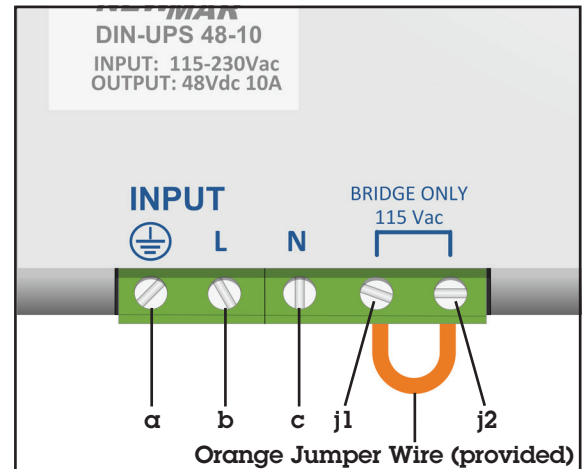 NEWMAR
DIN-UPS 48-10
INPUT: 115-230Vac
OUTPUT: 48Vdc 10A
INPUT
BRIDGE ONLY
115 Vac
L N
a b c j1 j2
Orange Jumper Wire (provided)